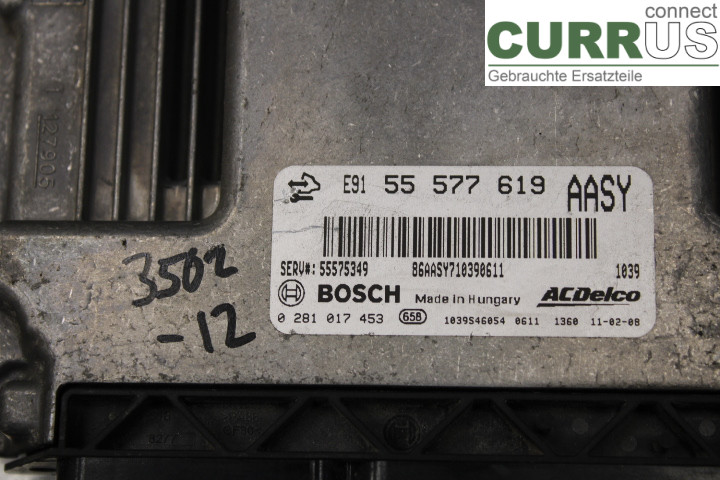 connect
CURRUS
Gebrauchte Ersatzteile
E91 55 577 619 AASY
SERV#: 55575349 86AASY710390611 1039
BOSCH Made in Hungary ACDelco
0 281 017 453 658 1039S46054 0611 1360 11-02-08
3502
-12
127905